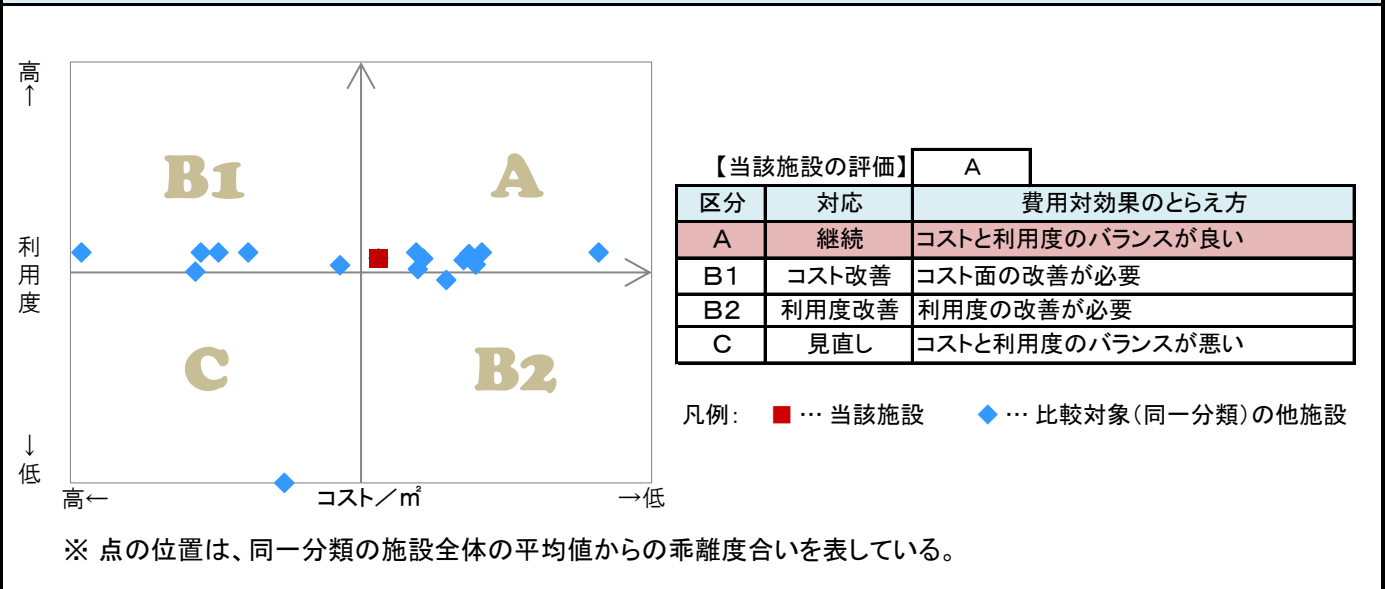 高
↑
B1
A
利
用
度
C
B2
↓
低
高←
コスト／㎡
→低
【当該施設の評価】 Ａ
区分 対応 費用対効果のとらえ方
Ａ 継続 コストと利用度のバランスが良い
Ｂ１ コスト改善 コスト面の改善が必要
Ｂ２ 利用度改善 利用度の改善が必要
Ｃ 見直し コストと利用度のバランスが悪い
凡例： ■ … 当該施設 ◆ … 比較対象（同一分類）の他施設
※ 点の位置は、同一分類の施設全体の平均値からの乖離度合いを表している。